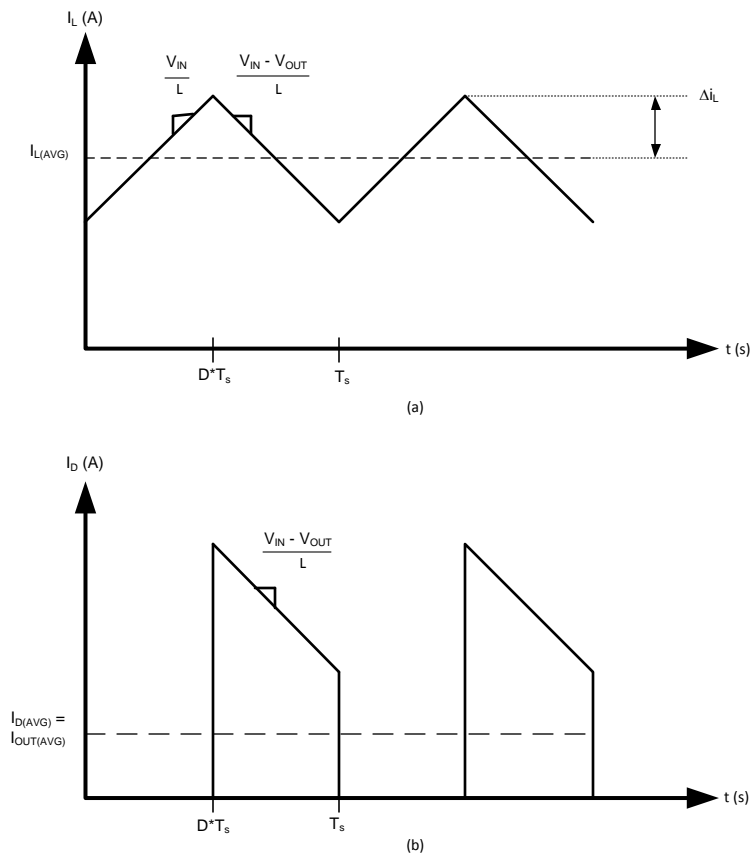 I_L (A)
V_IN
L
V_IN - V_OUT
L
Δi_L
I_L(AVG)
D*T_s
T_s
t (s)
(a)
I_D (A)
V_IN - V_OUT
L
I_D(AVG) =
I_OUT(AVG)
D*T_s
T_s
t (s)
(b)